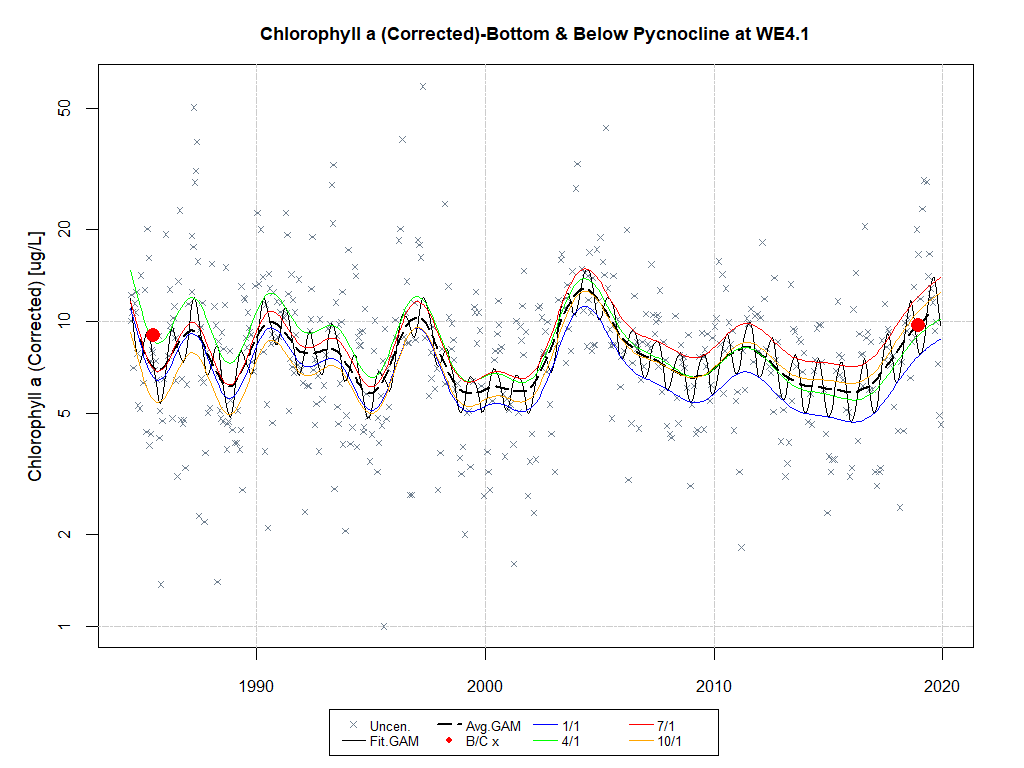 Chlorophyll a (Corrected)-Bottom & Below Pycnocline at WE4.1
Chlorophyll a (Corrected) [ug/L]
50
20
10
5
2
1
1990 2000 2010 2020
Uncen. Avg.GAM 1/1 7/1
Fit.GAM B/C x 4/1 10/1